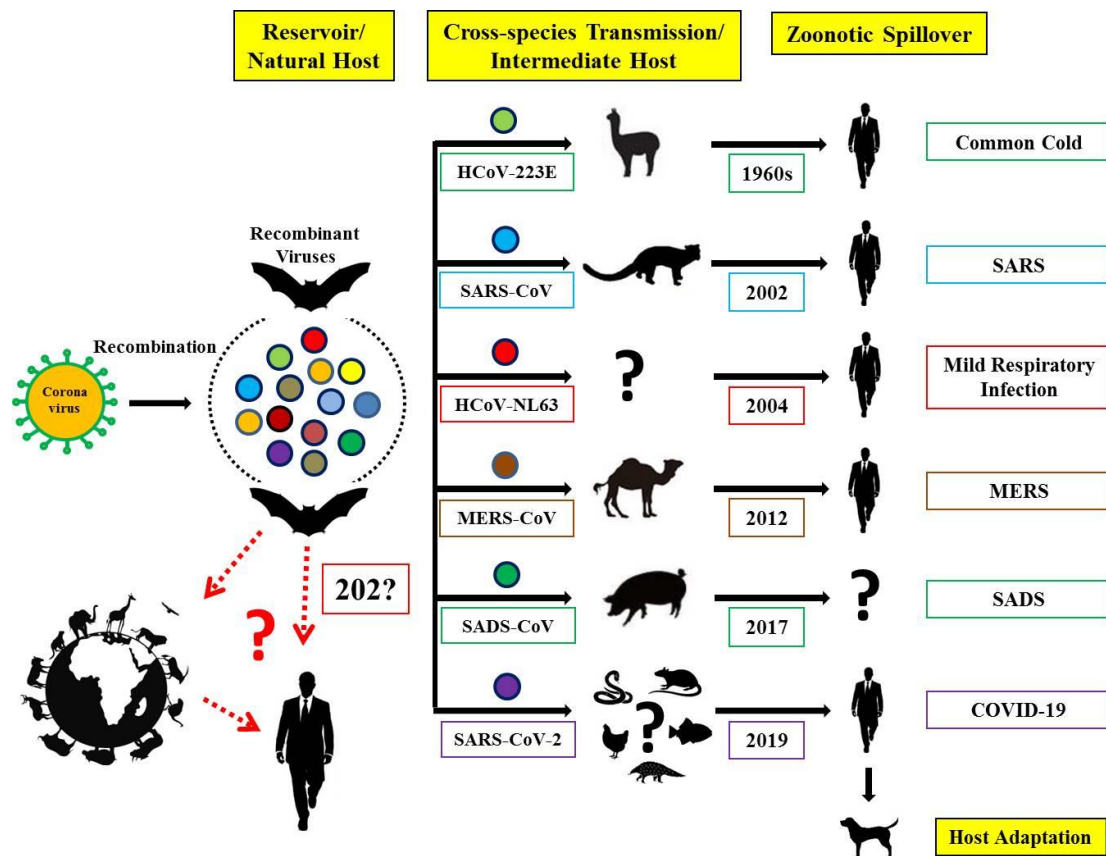 Reservoir/
Natural Host
Cross-species Transmission/
Intermediate Host
Zoonotic Spillover
HCoV-223E
1960s
Common Cold
Recombinant
Viruses
SARS-CoV
2002
SARS
Recombination
Corona
virus
?
HCoV-NL63
2004
Mild Respiratory
Infection
MERS-CoV
2012
MERS
202?
?
SADS-CoV
2017
?
SADS
?
SARS-CoV-2
2019
COVID-19
Host Adaptation